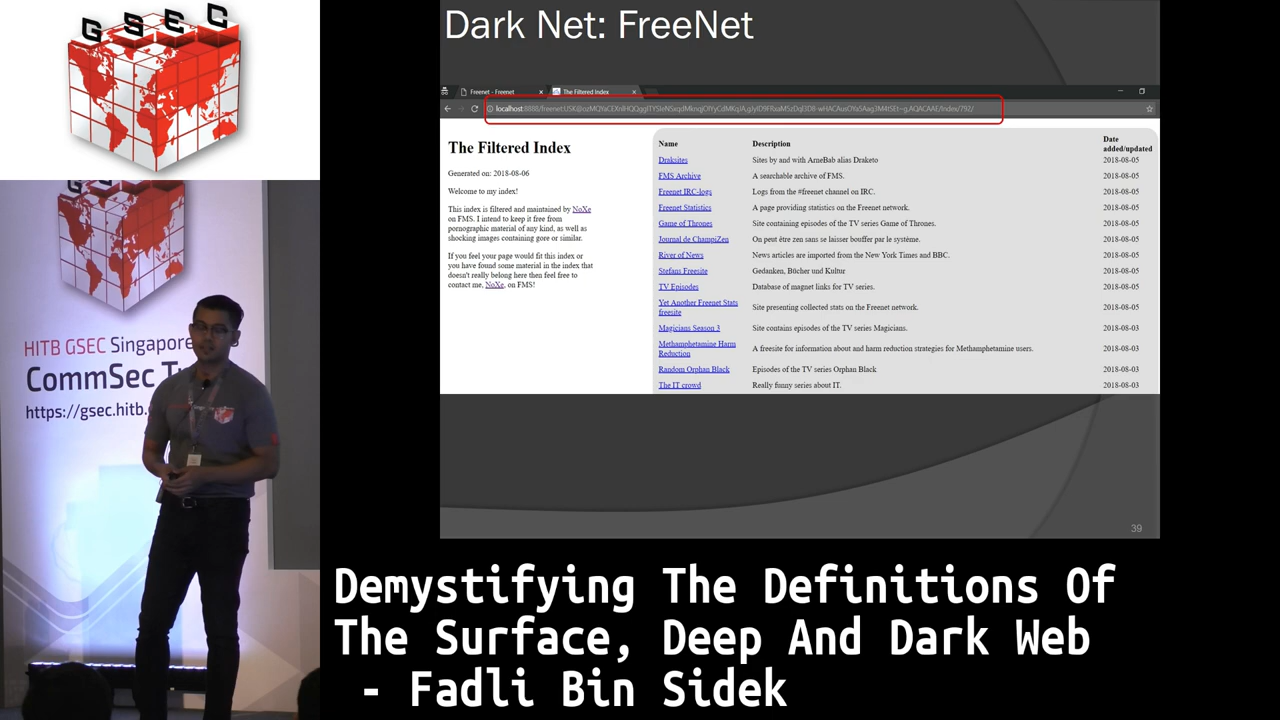 GSEC
HITB GSEC Singapore
CommSec T
https://gsec.hitb.
Dark Net: FreeNet
Freenet - Freenet
The Filtered Index
The Filtered Index
Generated on: 2018-08-06
Welcome to my index!
This index is filtered and maintained by NoXe
on FMS. I intend to keep it free from
pornographic material of any kind, as well as
shocking images containing gore or similar.
If you feel your page would fit this index or
you have found some material in the index that
doesn't really belong here then feel free to
contact me, NoXe, on FMS!
Name Description Date added/updated
Draksites Sites by and with ArneBab alias Draketo 2018-08-05
FMS Archive A searchable archive of FMS. 2018-08-05
Freenet IRC-logs Logs from the #freenet channel on IRC. 2018-08-05
Freenet Statistics A page providing statistics on the Freenet network. 2018-08-05
Game of Thrones Site containing episodes of the TV series Game of Thrones. 2018-08-05
Journal de ChampiZen On peut être zen sans se laisser bouffer par le système. 2018-08-05
River of News News articles are imported from the New York Times and BBC. 2018-08-05
Stefans Freesite Gedanken, Bücher und Kultur 2018-08-05
TV Episodes Database of magnet links for TV series. 2018-08-05
Yet Another Freenet Stats
freesite Site presenting collected stats on the Freenet network. 2018-08-05
Magicians Season 3 Site contains episodes of the TV series Magicians. 2018-08-03
Methamphetamine Harm
Reduction A freesite for information about and harm reduction strategies for Methamphetamine users. 2018-08-03
Random Orphan Black Episodes of the TV series Orphan Black 2018-08-03
The IT crowd Really funny series about IT. 2018-08-03
39
Demystifying The Definitions Of
The Surface, Deep And Dark Web
- Fadli Bin Sidek